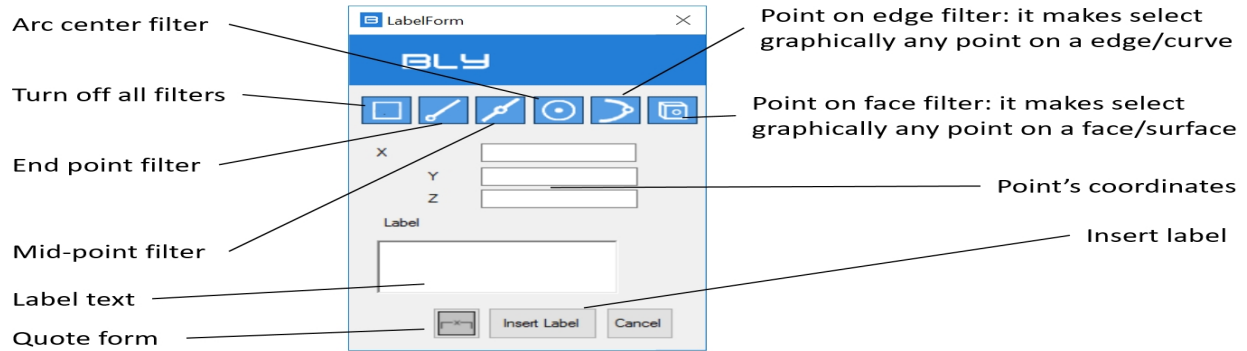 Arc center filter
Turn off all filters
End point filter
Mid-point filter
Label text
Quote form
LabelForm
BLY
X
Y
Z
Label
Insert Label
Cancel
Point on edge filter: it makes select
graphically any point on a edge/curve
Point on face filter: it makes select
graphically any point on a face/surface
Point’s coordinates
Insert label